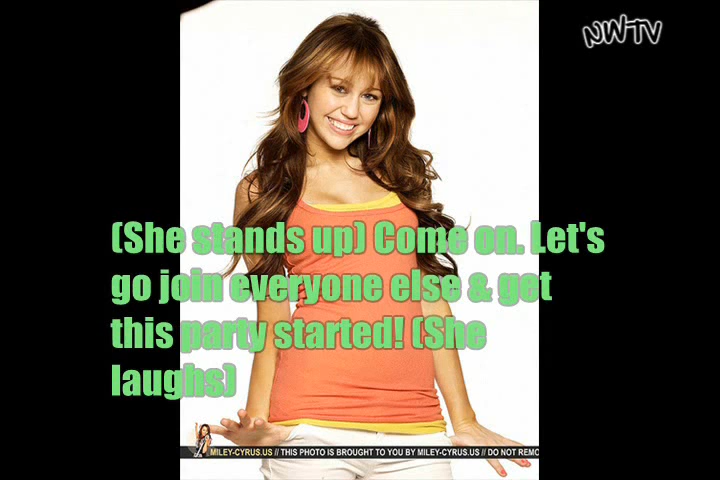 NWTV
(She stands up) Come on. Let's
go join everyone else & get
this party started! (She
laughs)
MILEY-CYRUS.US // THIS PHOTO IS BROUGHT TO YOU BY MILEY-CYRUS.US // DO NOT REMO